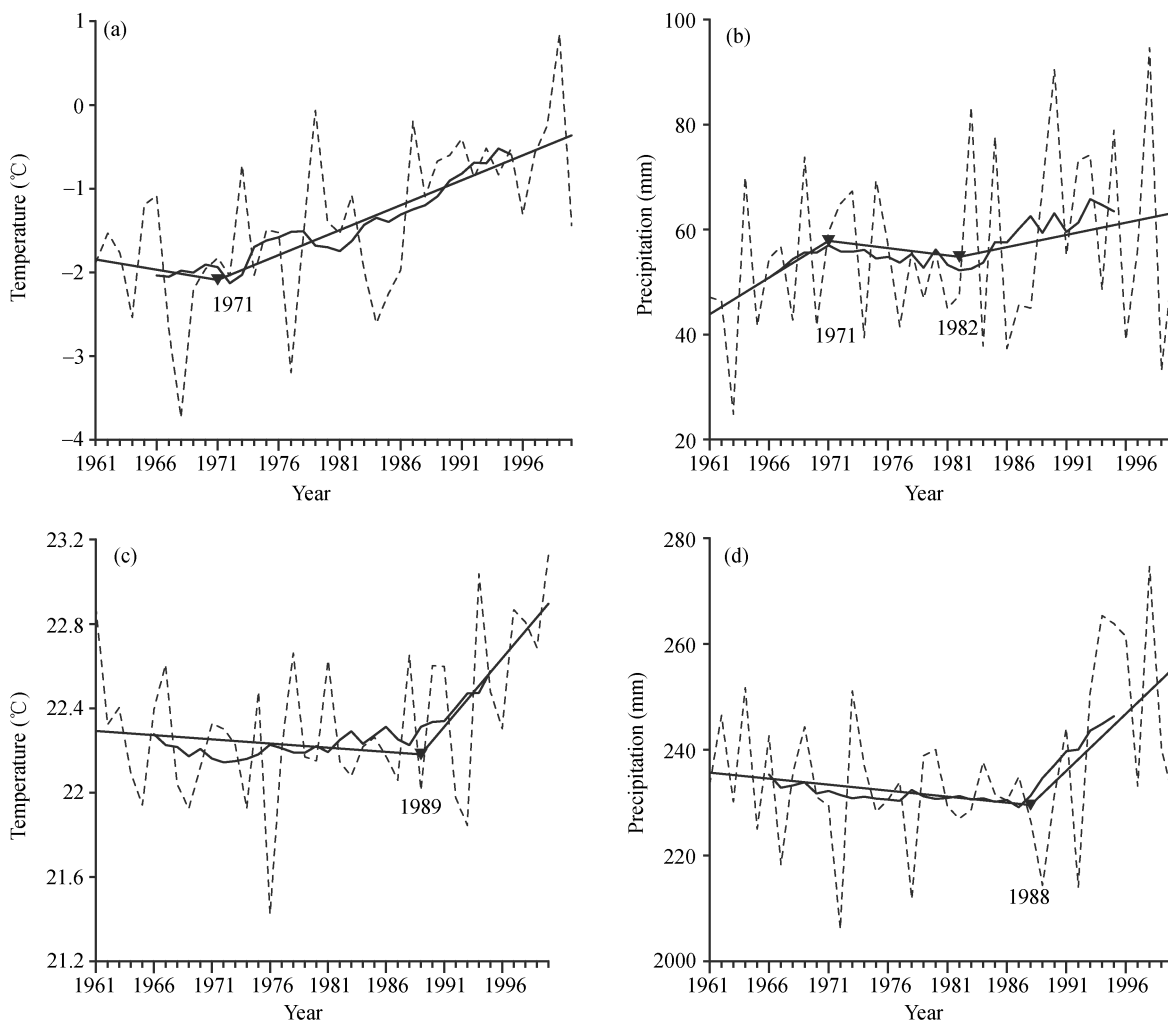 (a)
1
0
−1
−2
−3
−4
Temperature (℃)
1971
1961 1966 1971 1976 1981 1986 1991 1996
Year
(b)
100
80
60
40
20
Precipitation (mm)
1971
1982
1961 1966 1971 1976 1981 1986 1991 1996
Year
(c)
23.2
22.8
22.4
22
21.6
21.2
Temperature (℃)
1989
1961 1966 1971 1976 1981 1986 1991 1996
Year
(d)
280
260
240
220
2000
Precipitation (mm)
1988
1961 1966 1971 1976 1981 1986 1991 1996
Year